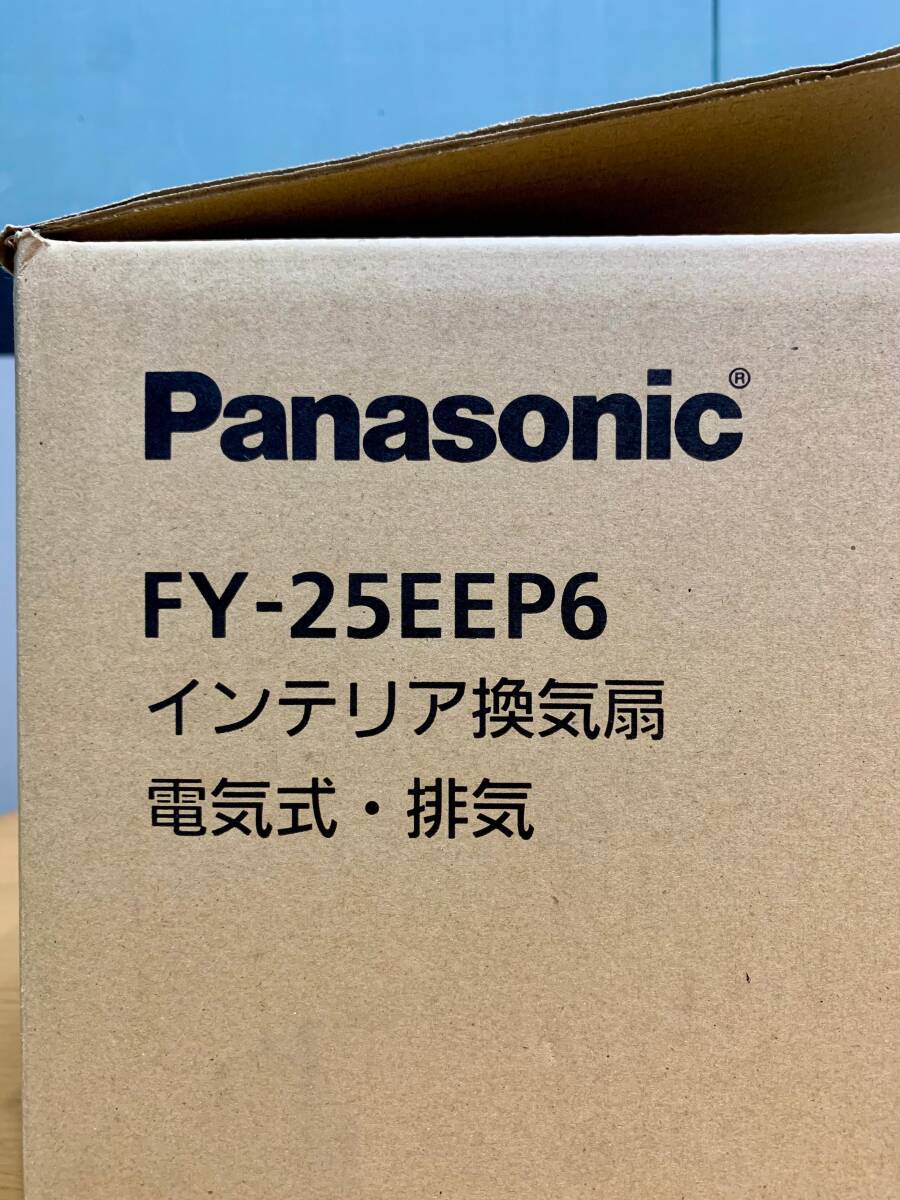 Panasonic®
FY-25EEP6
インテリア換気扇
電気式・排気